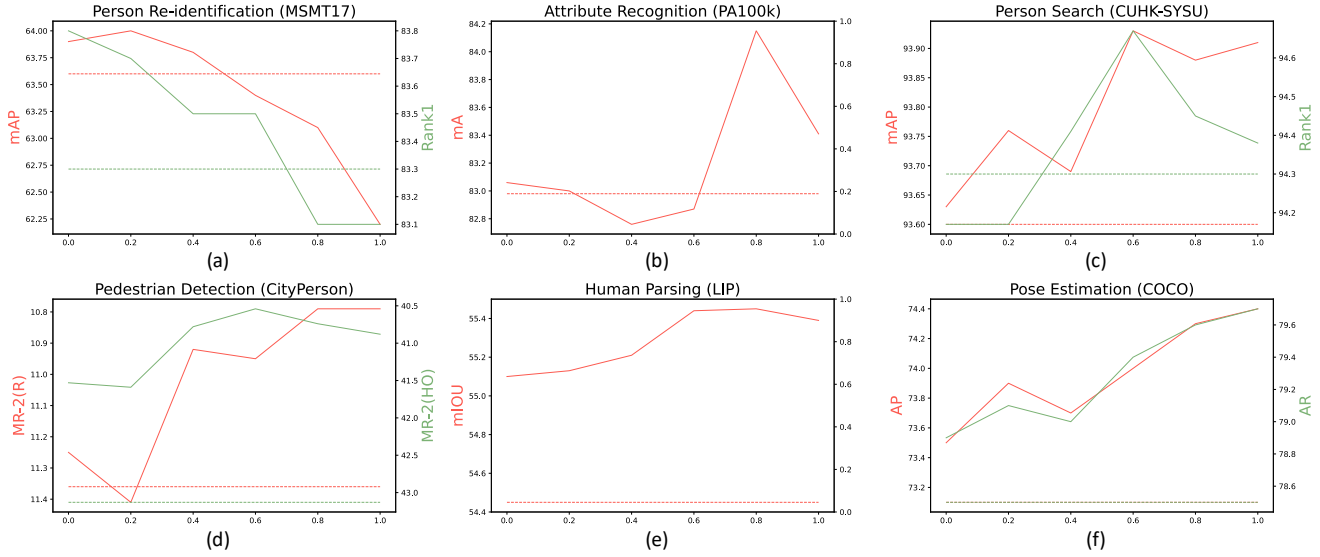 Person Re-identification (MSMT17)
64.00
63.75
63.50
63.25
63.00
62.75
62.50
62.25
mAP
83.8
83.7
83.6
83.5
83.4
83.3
83.2
83.1
Rank1
0.0 0.2 0.4 0.6 0.8 1.0
(a)
Attribute Recognition (PA100k)
84.2
84.0
83.8
83.6
83.4
83.2
83.0
82.8
mA
1.0
0.8
0.6
0.4
0.2
0.0
0.0 0.2 0.4 0.6 0.8 1.0
(b)
Person Search (CUHK-SYSU)
93.90
93.85
93.80
93.75
93.70
93.65
93.60
mAP
94.6
94.5
94.4
94.3
94.2
Rank1
0.0 0.2 0.4 0.6 0.8 1.0
(c)
Pedestrian Detection (CityPerson)
10.8
10.9
11.0
11.1
11.2
11.3
11.4
MR-2(R)
40.5
41.0
41.5
42.0
42.5
43.0
MR-2(HO)
0.0 0.2 0.4 0.6 0.8 1.0
(d)
Human Parsing (LIP)
55.4
55.2
55.0
54.8
54.6
54.4
mIOU
1.0
0.8
0.6
0.4
0.2
0.0
0.0 0.2 0.4 0.6 0.8 1.0
(e)
Pose Estimation (COCO)
74.4
74.2
74.0
73.8
73.6
73.4
73.2
AP
79.6
79.4
79.2
79.0
78.8
78.6
AR
0.0 0.2 0.4 0.6 0.8 1.0
(f)